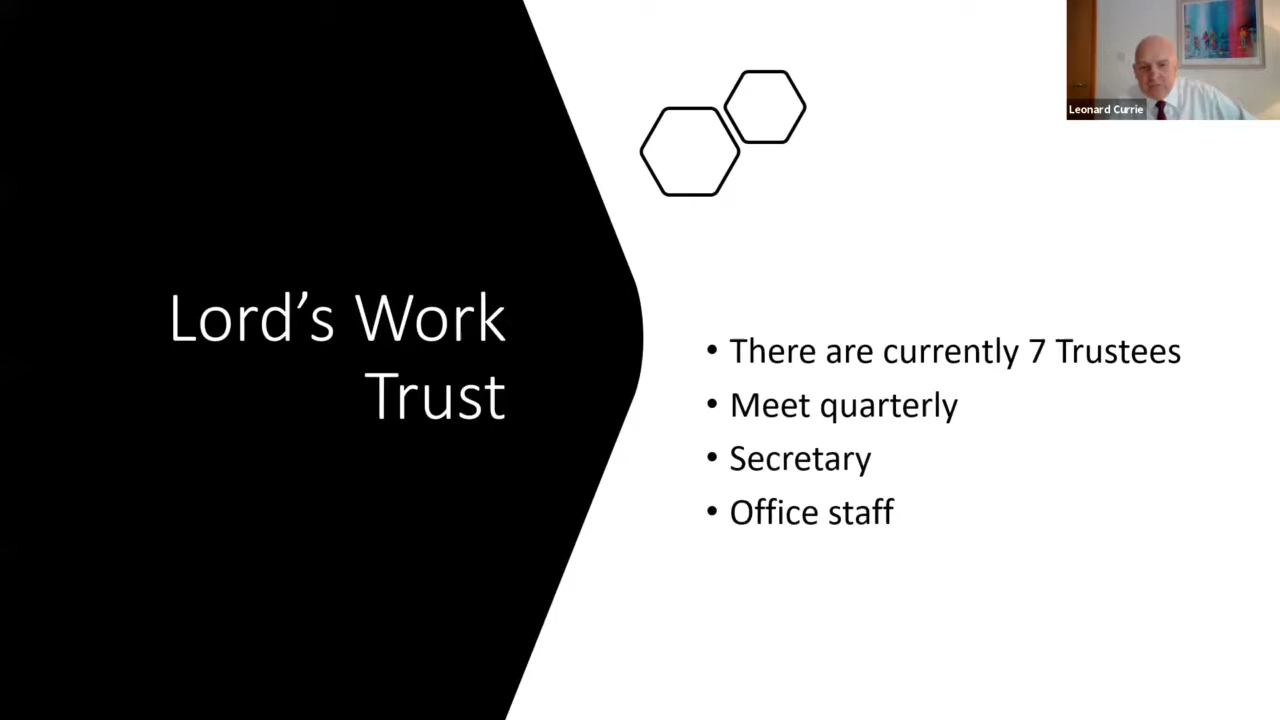 Lord’s Work
Trust
• There are currently 7 Trustees
• Meet quarterly
• Secretary
• Office staff
Leonard Currie